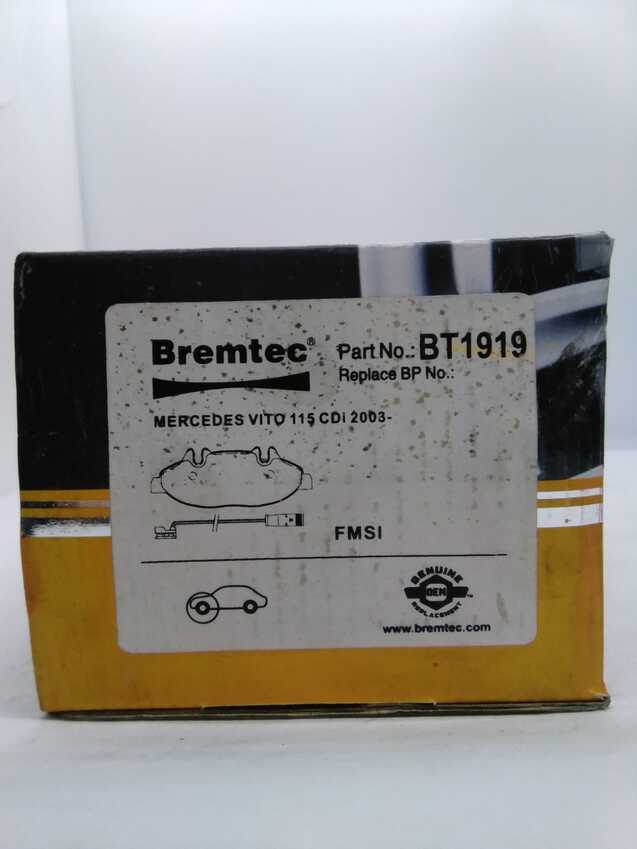 Bremtec®
Part No.: BT1919
Replace BP No.:
MERCEDES VITO 115 CDi 2003-
FMSI
GENUINE
OEM
REPLACEMENT
TM
www.bremtec.com